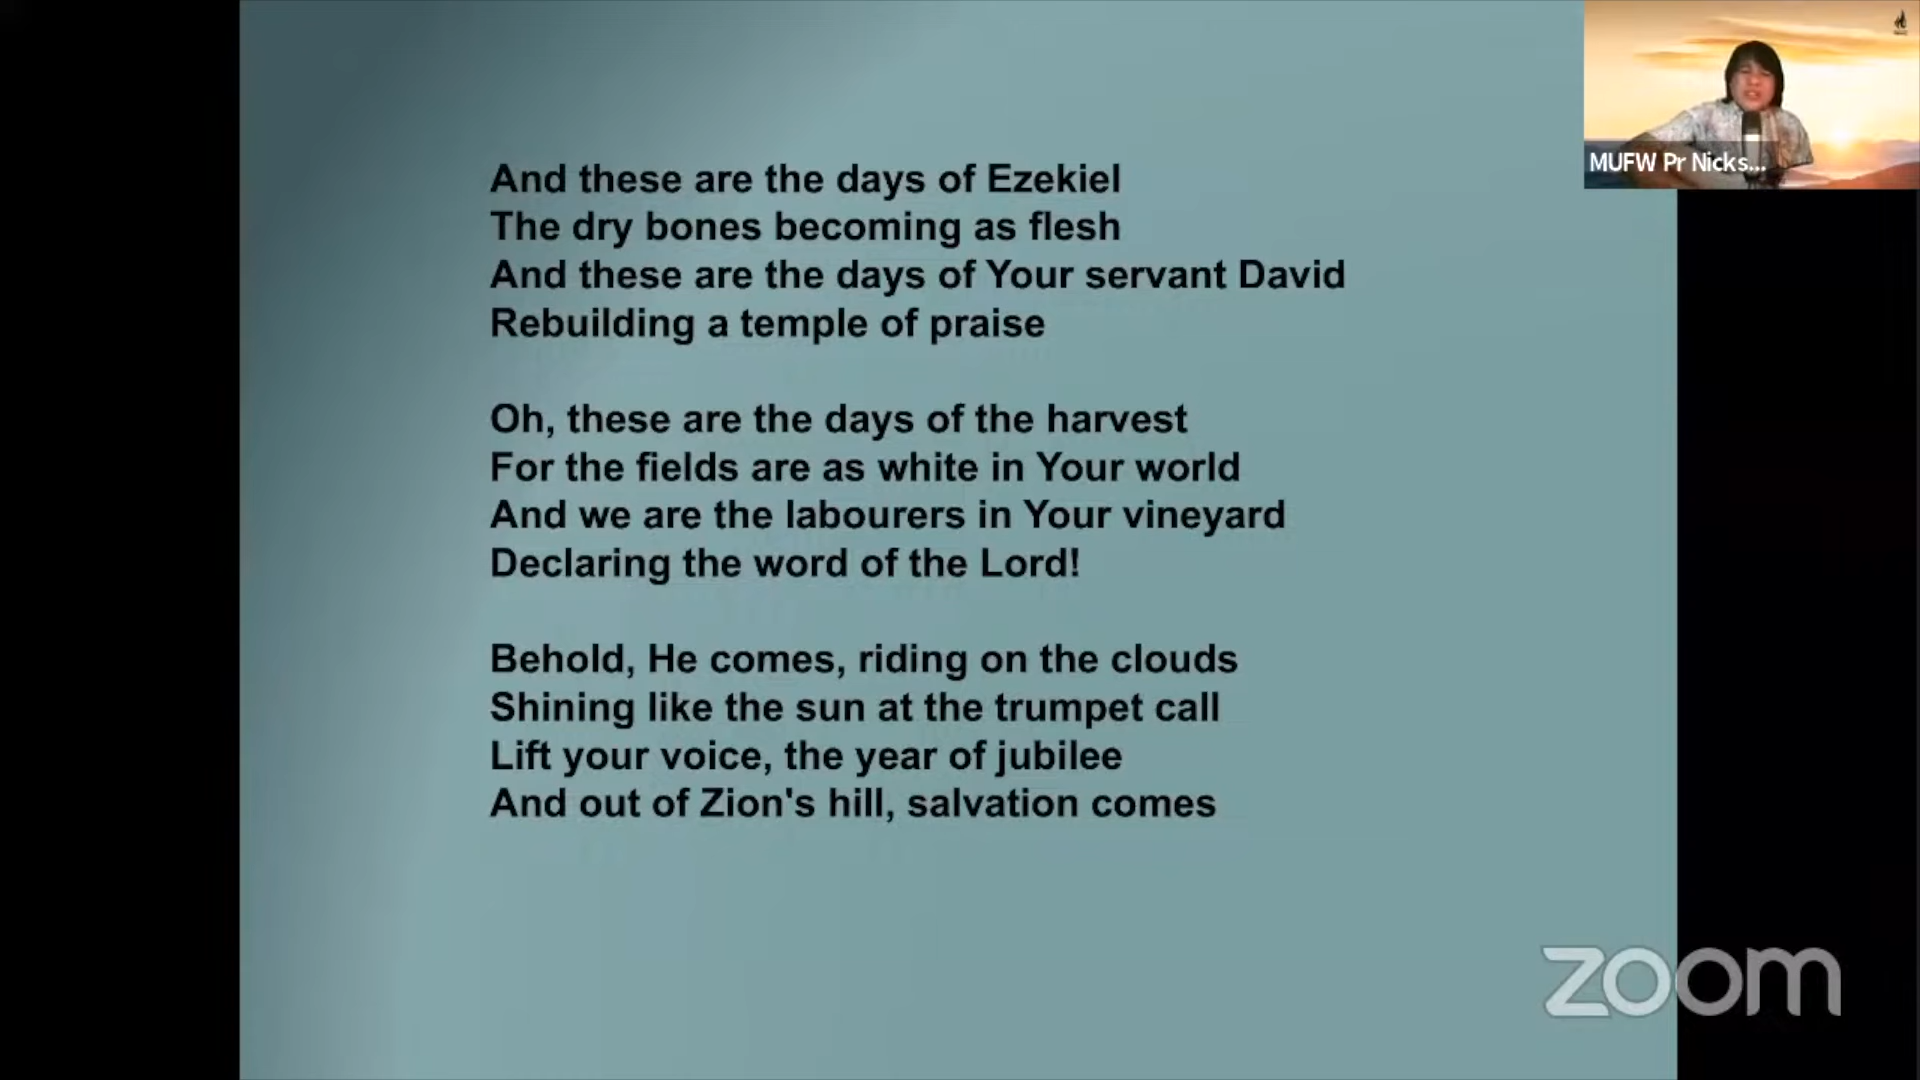 And these are the days of Ezekiel
The dry bones becoming as flesh
And these are the days of Your servant David
Rebuilding a temple of praise
Oh, these are the days of the harvest
For the fields are as white in Your world
And we are the labourers in Your vineyard
Declaring the word of the Lord!
Behold, He comes, riding on the clouds
Shining like the sun at the trumpet call
Lift your voice, the year of jubilee
And out of Zion's hill, salvation comes
MUFW Pr Nicks...
zoom